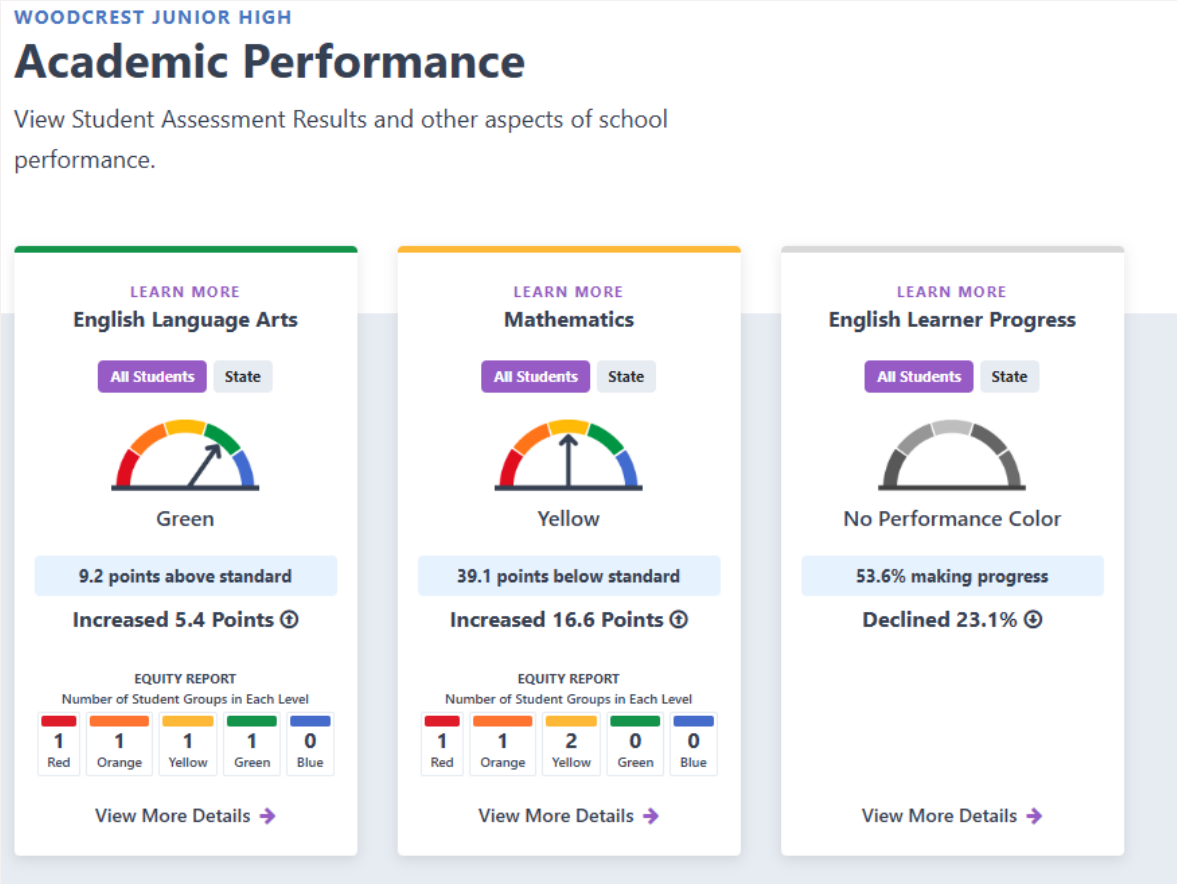 WOODCREST JUNIOR HIGH
Academic Performance
View Student Assessment Results and other aspects of school
performance.
LEARN MORE
English Language Arts
All Students State
Green
9.2 points above standard
Increased 5.4 Points
EQUITY REPORT
Number of Student Groups in Each Level
1 1 1 1 0
Red Orange Yellow Green Blue
View More Details
LEARN MORE
Mathematics
All Students State
Yellow
39.1 points below standard
Increased 16.6 Points
EQUITY REPORT
Number of Student Groups in Each Level
1 1 2 0 0
Red Orange Yellow Green Blue
View More Details
LEARN MORE
English Learner Progress
All Students State
No Performance Color
53.6% making progress
Declined 23.1%
View More Details